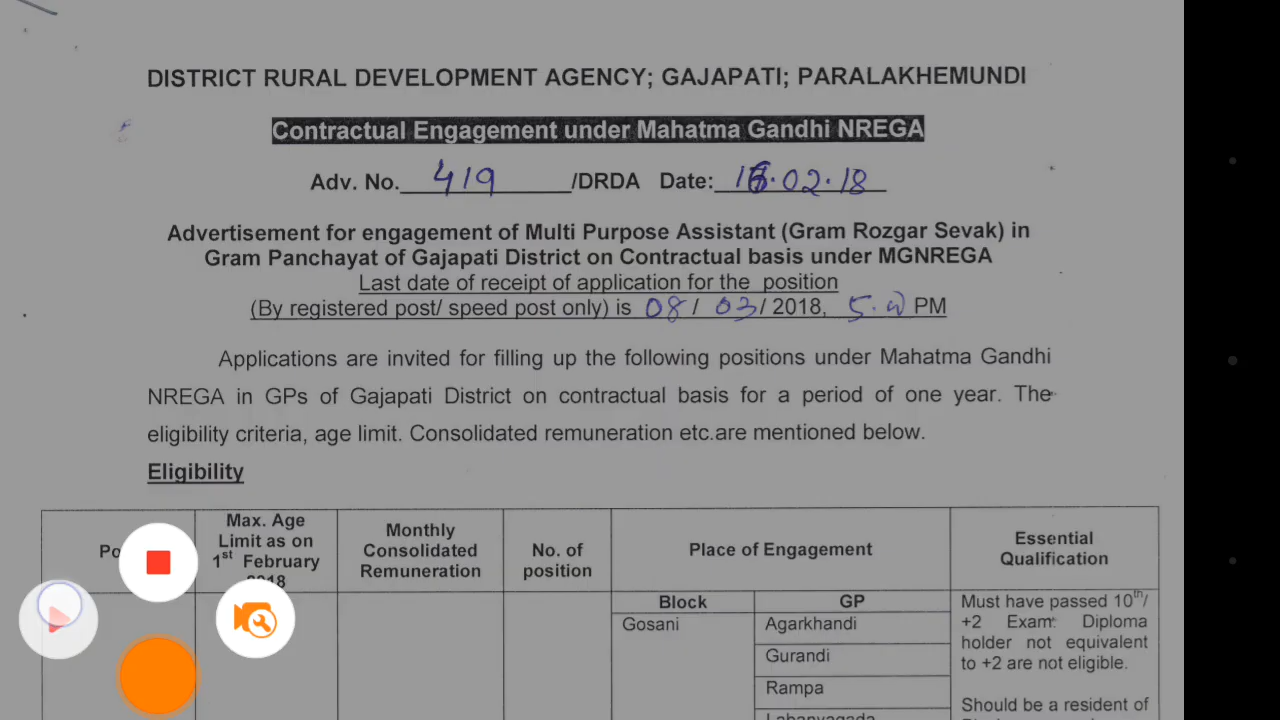 DISTRICT RURAL DEVELOPMENT AGENCY; GAJAPATI; PARALAKHEMUNDI
Contractual Engagement under Mahatma Gandhi NREGA
Adv. No. 419 /DRDA Date: 16.02.18
Advertisement for engagement of Multi Purpose Assistant (Gram Rozgar Sevak) in
Gram Panchayat of Gajapati District on Contractual basis under MGNREGA
Last date of receipt of application for the position
(By registered post/ speed post only) is 08/ 03/ 2018, 5.00 PM
Applications are invited for filling up the following positions under Mahatma Gandhi
NREGA in GPs of Gajapati District on contractual basis for a period of one year. The
eligibility criteria, age limit. Consolidated remuneration etc.are mentioned below.
Eligibility
Max. Age
Limit as on
1st February
2018
Monthly
Consolidated
Remuneration
No. of
position
Place of Engagement
Essential
Qualification
Block
GP
Gosani
Agarkhandi
Gurandi
Rampa
Labanyagada
Must have passed 10th/
+2 Exam. Diploma
holder not equivalent
to +2 are not eligible.
Should be a resident of